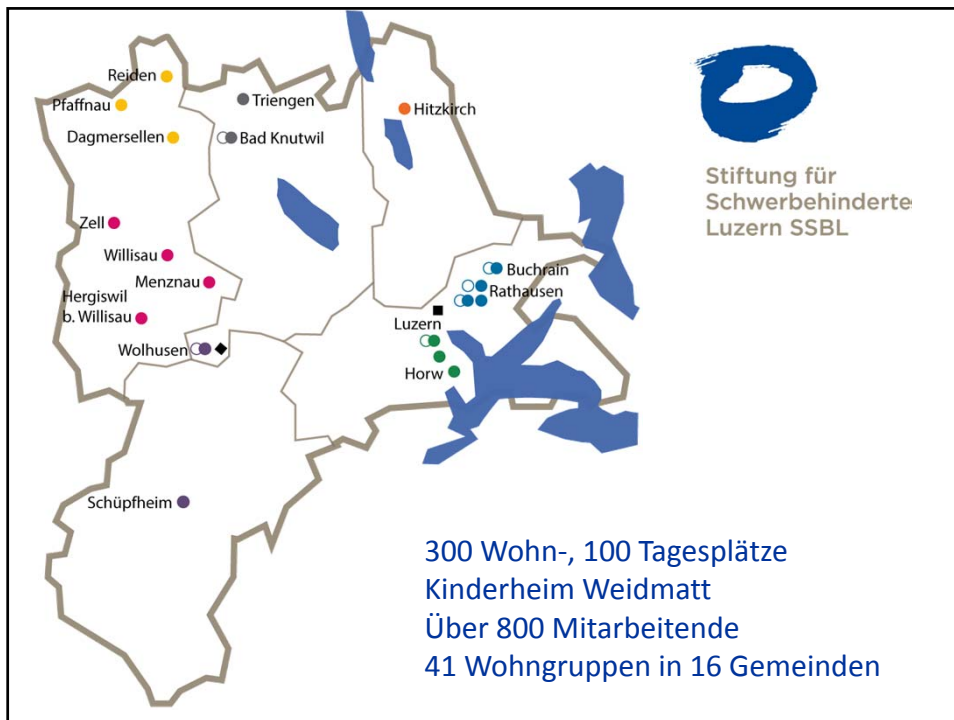 Reiden
Pfaffnau
Dagmersellen
Triengen
Bad Knutwil
Hitzkirch
Zell
Willisau
Menznau
Hergiswil
b. Willisau
Wolhusen
Buchrain
Rathausen
Luzern
Horw
Schüpfheim
Stiftung für
Schwerbehinderte
Luzern SSBL
300 Wohn-, 100 Tagesplätze
Kinderheim Weidmatt
Über 800 Mitarbeitende
41 Wohngruppen in 16 Gemeinden